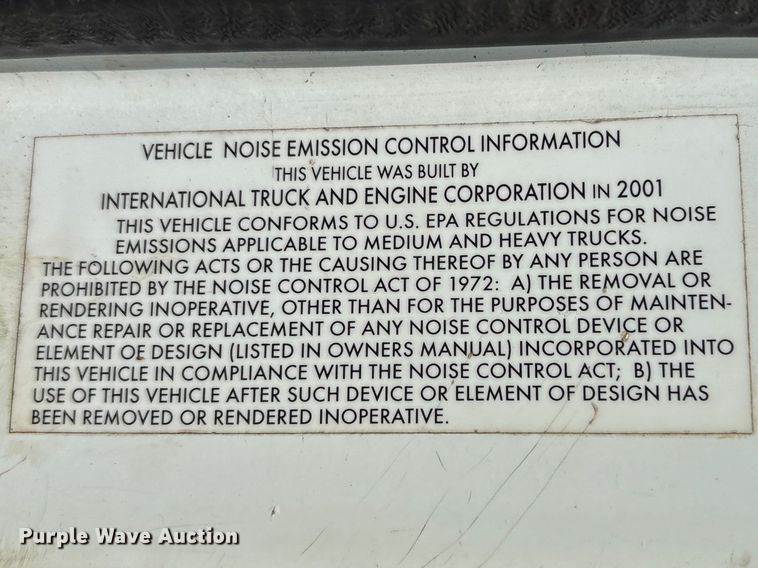 VEHICLE NOISE EMISSION CONTROL INFORMATION
THIS VEHICLE WAS BUILT BY
INTERNATIONAL TRUCK AND ENGINE CORPORATION IN 2001
THIS VEHICLE CONFORMS TO U.S. EPA REGULATIONS FOR NOISE
EMISSIONS APPLICABLE TO MEDIUM AND HEAVY TRUCKS.
THE FOLLOWING ACTS OR THE CAUSING THEREOF BY ANY PERSON ARE
PROHIBITED BY THE NOISE CONTROL ACT OF 1972: A) THE REMOVAL OR
RENDERING INOPERATIVE, OTHER THAN FOR THE PURPOSES OF MAINTEN-
ANCE REPAIR OR REPLACEMENT OF ANY NOISE CONTROL DEVICE OR
ELEMENT OF DESIGN (LISTED IN OWNERS MANUAL) INCORPORATED INTO
THIS VEHICLE IN COMPLIANCE WITH THE NOISE CONTROL ACT; B) THE
USE OF THIS VEHICLE AFTER SUCH DEVICE OR ELEMENT OF DESIGN HAS
BEEN REMOVED OR RENDERED INOPERATIVE.
Purple Wave Auction